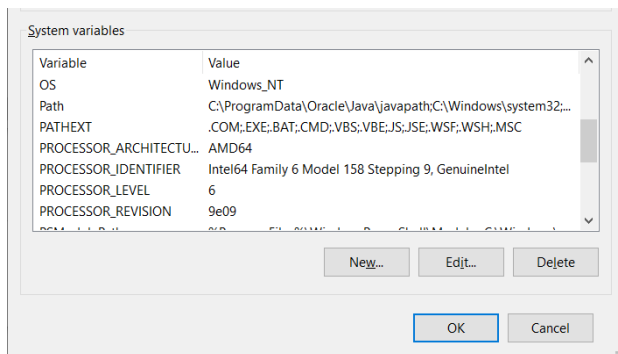 System variables
Variable Value
OS Windows_NT
Path C:\ProgramData\Oracle\Java\javapath;C:\Windows\system32;...
PATHEXT .COM;.EXE;.BAT;.CMD;.VBS;.VBE;.JS;.JSE;.WSF;.WSH;.MSC
PROCESSOR_ARCHITECTU... AMD64
PROCESSOR_IDENTIFIER Intel64 Family 6 Model 158 Stepping 9, GenuineIntel
PROCESSOR_LEVEL 6
PROCESSOR_REVISION 9e09
New... Edit... Delete
OK Cancel